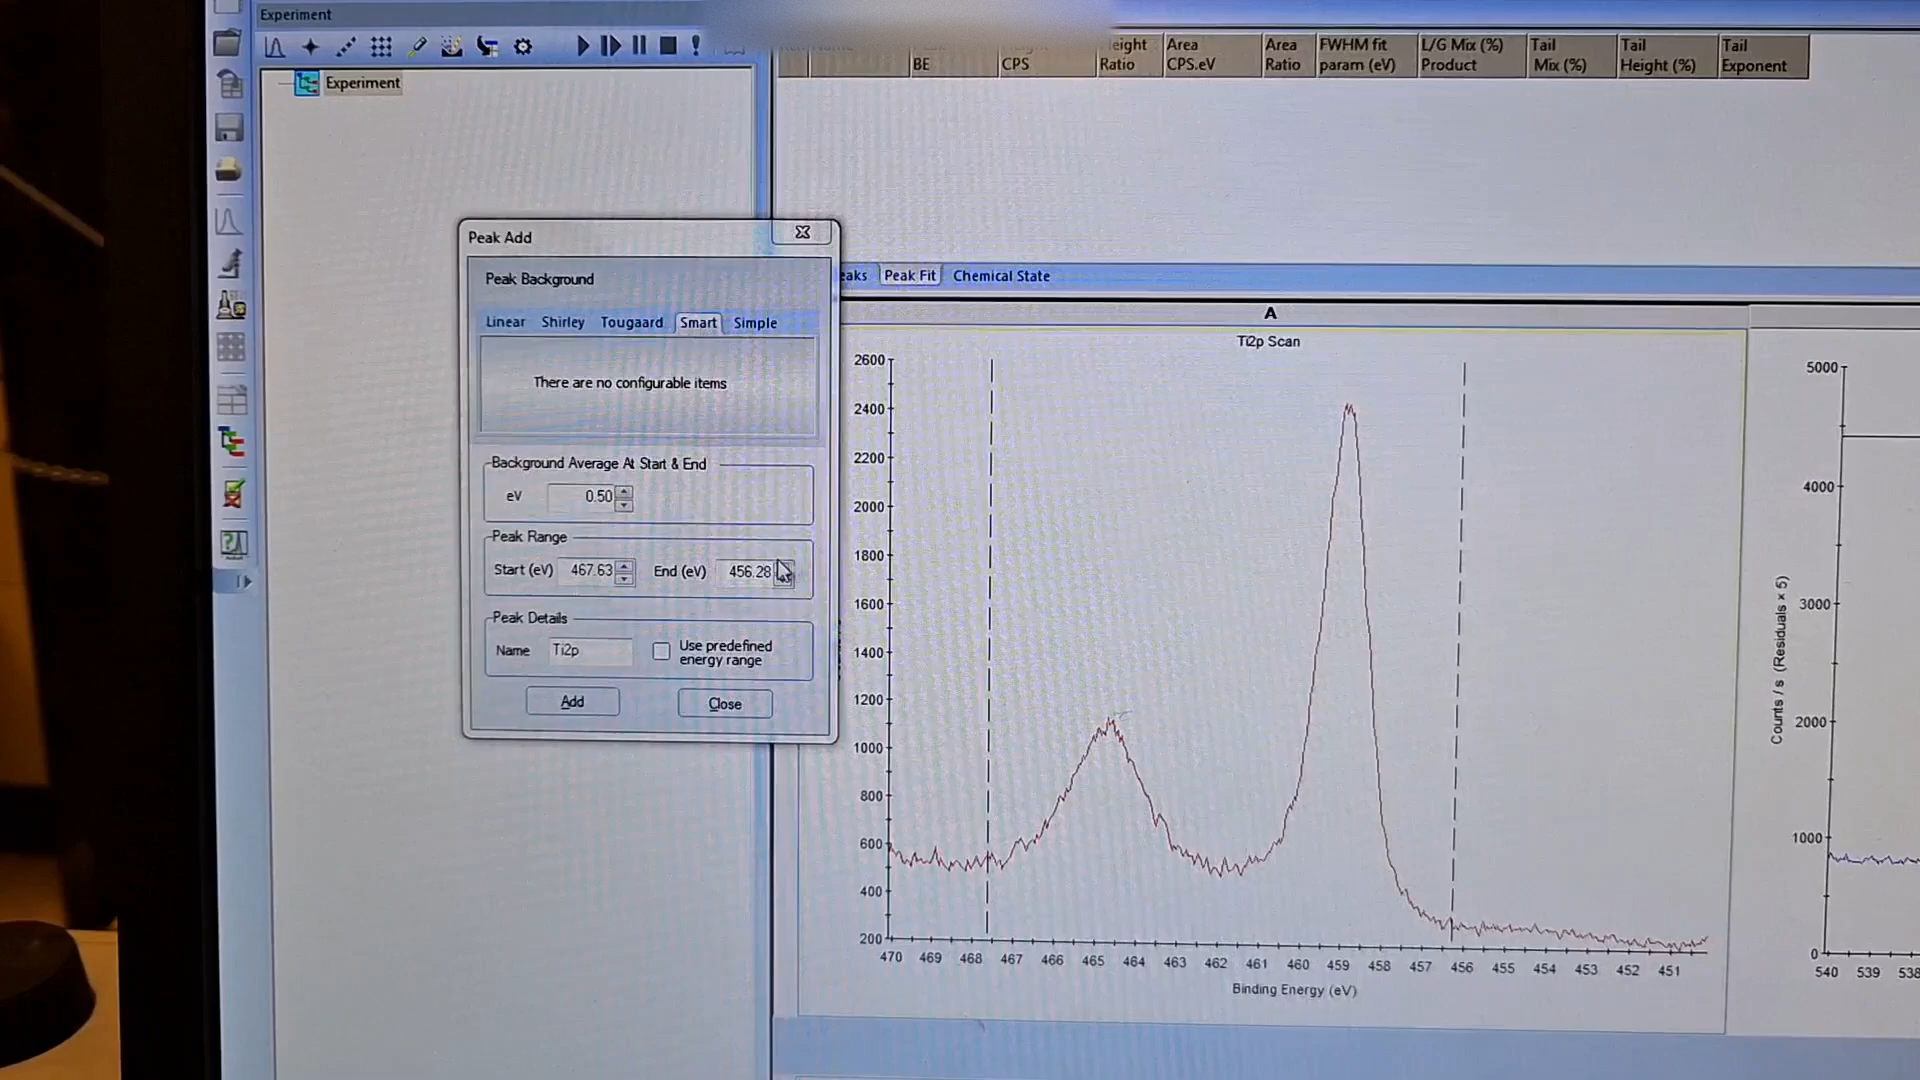 Experiment
Experiment
BE
CPS
eight
Ratio
Area
CPS.eV
Area
Ratio
FWHM fit
param (eV)
L/G Mix (%)
Product
Tail
Mix (%)
Tail
Height (%)
Tail
Exponent
Peak Add
Peak Background
Linear Shirley Tougaard Smart Simple
There are no configurable items
Background Average At Start & End
eV 0.50
Peak Range
Start (eV) 467.63 End (eV) 456.28
Peak Details
Name Ti2p Use predefined
energy range
Add Close
eaks Peak Fit Chemical State
A
Ti2p Scan
2600
2400
2200
2000
1800
1600
1400
1200
1000
800
600
400
200
470 469 468 467 466 465 464 463 462 461 460 459 458 457 456 455 454 453 452 451
Binding Energy (eV)
Counts / s (Residuals × 5)
5000
4000
3000
2000
1000
0
540 539 538